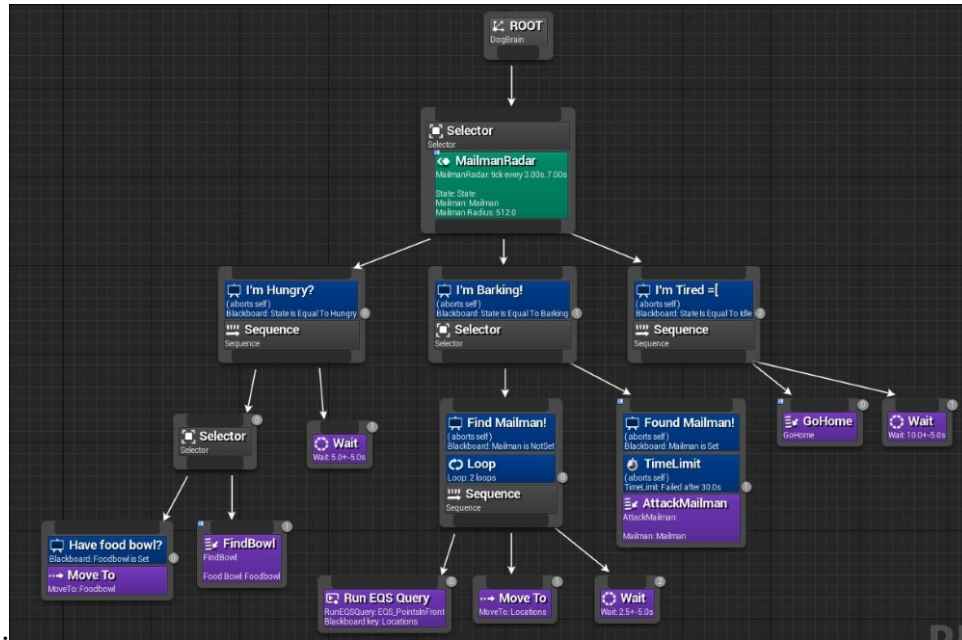 ROOT
DogBrain
Selector
Selector
MailmanRadar
MailmanRadar: tick every 3.00s..7.00s
State: State
Mailman: Mailman
Mailman Radius: 512.0
I'm Hungry?
( aborts self )
Blackboard: State Is Equal To Hungry
0
Sequence
Sequence
I'm Barking!
( aborts self )
Blackboard: State Is Equal To Barking
1
Selector
Selector
I'm Tired =[
( aborts self )
Blackboard: State Is Equal To Idle
2
Sequence
Sequence
Selector
Selector
0
Wait
Wait: 5.0+-5.0s
1
Find Mailman!
( aborts self )
Blackboard: Mailman is NotSet
Loop
Loop: 2 loops
0
Sequence
Sequence
Found Mailman!
( aborts self )
Blackboard: Mailman is Set
TimeLimit
( aborts self )
TimeLimit: Failed after 30.0s
1
AttackMailman
AttackMailman:
Mailman: Mailman
GoHome
GoHome
0
Wait
Wait: 10.0+-5.0s
1
Have food bowl?
Blackboard: Foodbowl is Set
0
Move To
MoveTo: Foodbowl
FindBowl
FindBowl
Food Bowl: Foodbowl
1
Run EQS Query
RunEQSQuery: EQS_PointsInFront
Blackboard key: Locations
0
Move To
MoveTo: Locations
1
Wait
Wait: 2.5+-5.0s
2